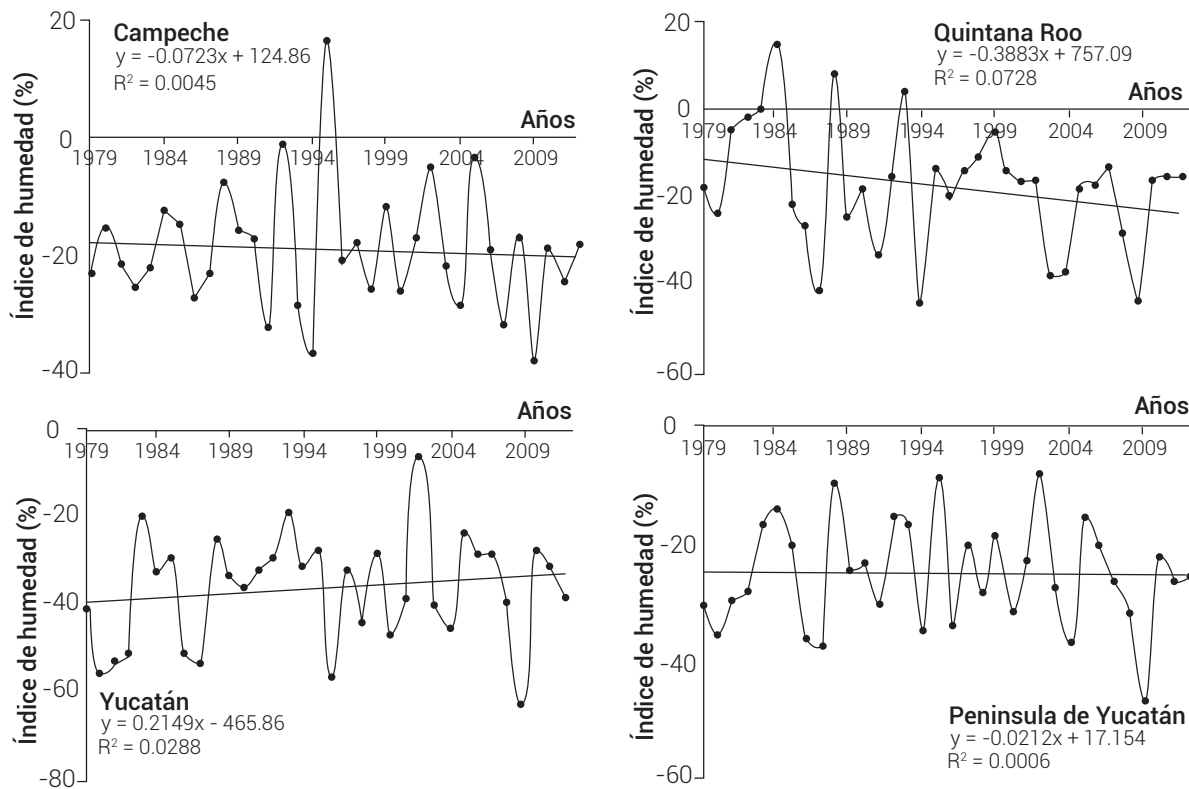 Campeche
y = -0.0723x + 124.86
R² = 0.0045
Índice de humedad (%)
Años
20
0
-20
-40
1979
1984
1989
1994
1999
2004
2009
Quintana Roo
y = -0.3883x + 757.09
R² = 0.0728
Índice de humedad (%)
Años
20
0
-20
-40
-60
1979
1984
1989
1994
1999
2004
2009
Años
Índice de humedad (%)
0
-20
-40
-60
-80
1979
1984
1989
1994
1999
2004
2009
Yucatán
y = 0.2149x - 465.86
R² = 0.0288
Años
Índice de humedad (%)
0
-20
-40
-60
1979
1984
1989
1994
1999
2004
2009
Peninsula de Yucatán
y = -0.0212x + 17.154
R² = 0.0006